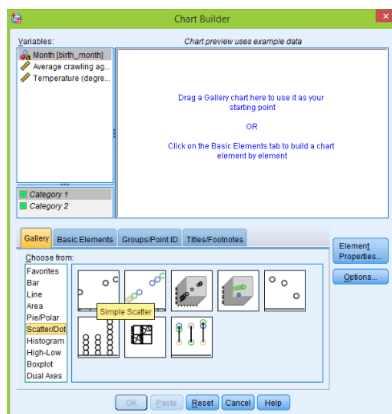 Chart Builder
Variables:
Chart preview uses example data
Month [birth_month]
Average crawling ag...
Temperature (degre...
Drag a Gallery chart here to use it as your
starting point
OR
Click on the Basic Elements tab to build a chart
element by element
Category 1
Category 2
Gallery Basic Elements Groups/Point ID Titles/Footnotes
Element
Properties...
Options...
Choose from:
Favorites
Bar
Line
Area
Pie/Polar
Scatter/Dot
Histogram
High-Low
Boxplot
Dual Axes
Simple Scatter
OK Paste Reset Cancel Help